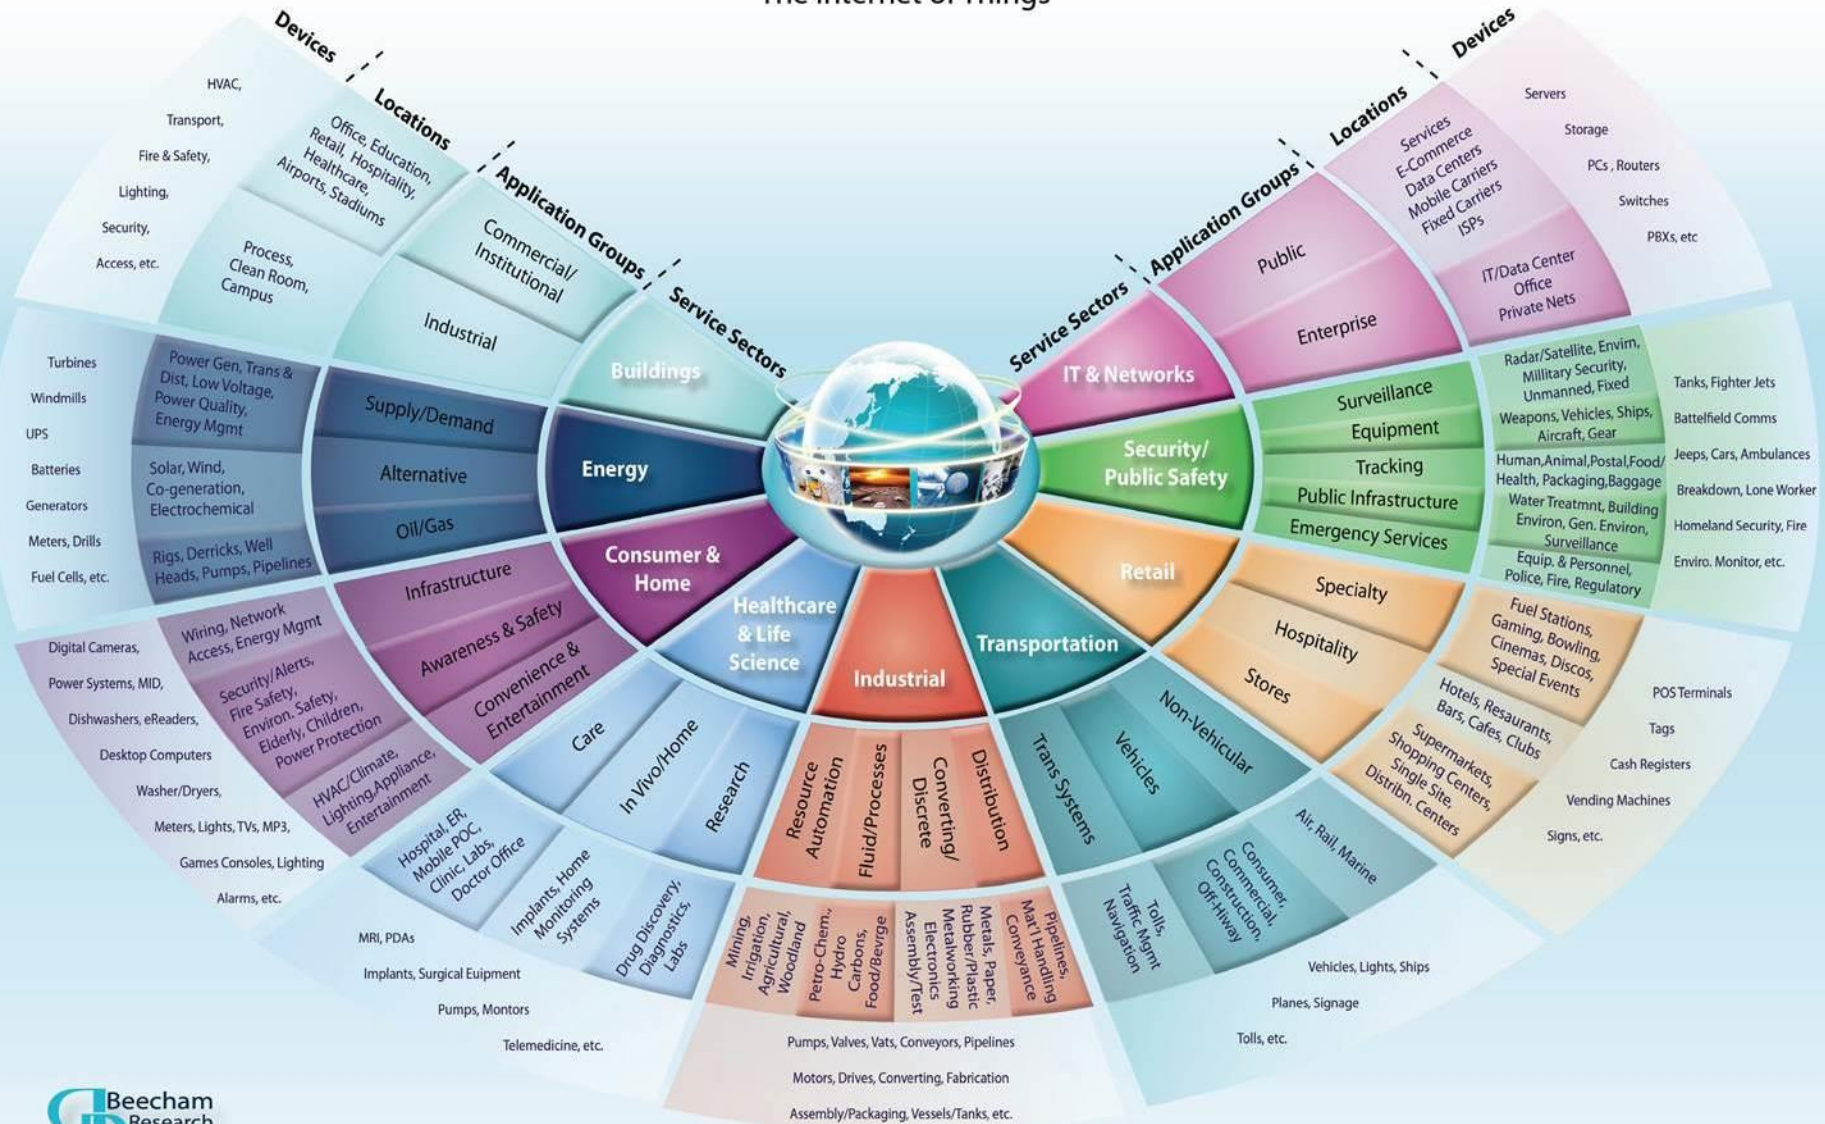 The Internet of Things
Devices
Locations
Application Groups
Service Sectors
HVAC,
Transport,
Fire & Safety,
Lighting,
Security,
Access, etc.
Office, Education,
Retail, Hospitality,
Healthcare,
Airports, Stadiums
Process,
Clean Room,
Campus
Commercial/
Institutional
Industrial
Buildings
Turbines
Windmills
UPS
Batteries
Generators
Meters, Drills
Fuel Cells, etc.
Power Gen, Trans &
Dist, Low Voltage,
Power Quality,
Energy Mgmt
Solar, Wind,
Co-generation,
Electrochemical
Rigs, Derricks, Well
Heads, Pumps, Pipelines
Supply/Demand
Alternative
Oil/Gas
Energy
Digital Cameras,
Power Systems, MID,
Dishwashers, eReaders,
Desktop Computers
Washer/Dryers,
Meters, Lights, TVs, MP3,
Games Consoles, Lighting
Alarms, etc.
Wiring, Network
Access, Energy Mgmt
Security/Alerts,
Fire Safety,
Environ. Safety,
Elderly, Children,
Power Protection
HVAC/Climate,
Lighting,Appliance,
Entertainment
Infrastructure
Awareness & Safety
Convenience &
Entertainment
Consumer &
Home
MRI, PDAs
Implants, Surgical Euipment
Pumps, Montors
Telemedicine, etc.
Hospital, ER,
Mobile POC,
Clinic, Labs,
Doctor Office
Implants, Home
Monitoring
Systems
Drug Discovery,
Diagnostics,
Labs
Care
In Vivo/Home
Research
Healthcare
& Life
Science
Industrial
Resource
Automation
Fluid/Processes
Converting/
Discrete
Distribution
Mining,
Irrigation,
Agricultural,
Woodland
Petro-Chem.,
Hydro
Carbons,
Food/Bevrge
Metals, Paper,
Rubber/Plastic
Metalworking
Electronics
Assembly/Test
Pipelines,
Mat'l Handling
Conveyance
Pumps, Valves, Vats, Conveyors, Pipelines
Motors, Drives, Converting, Fabrication
Assembly/Packaging, Vessels/Tanks, etc.
Transportation
Trans Systems
Vehicles
Non-Vehicular
Tolls,
Traffic Mgmt
Navigation
Consumer,
Commercial,
Construction,
Off-Hiway
Air, Rail, Marine
Vehicles, Lights, Ships
Planes, Signage
Tolls, etc.
Retail
Specialty
Hospitality
Stores
Fuel Stations,
Gaming, Bowling,
Cinemas, Discos,
Special Events
Hotels, Resaurants,
Bars, Cafes, Clubs
Supermarkets,
Shopping Centers,
Single Site,
Distribn. Centers
POS Terminals
Tags
Cash Registers
Vending Machines
Signs, etc.
Security/
Public Safety
Surveillance
Equipment
Tracking
Public Infrastructure
Emergency Services
Radar/Satellite, Envirn,
Millitary Security,
Unmanned, Fixed
Weapons, Vehicles, Ships,
Aircraft, Gear
Human,Animal,Postal,Food/
Health, Packaging,Baggage
Water Treatmnt, Building
Environ, Gen. Environ,
Surveillance
Equip. & Personnel,
Police, Fire, Regulatory
Tanks, Fighter Jets
Battelfield Comms
Jeeps, Cars, Ambulances
Breakdown, Lone Worker
Homeland Security, Fire
Enviro. Monitor, etc.
IT & Networks
Public
Enterprise
Services
E-Commerce
Data Centers
Mobile Carriers
Fixed Carriers
ISPs
IT/Data Center
Office
Private Nets
Servers
Storage
PCs , Routers
Switches
PBXs, etc
Service Sectors
Application Groups
Locations
Devices
Beecham
Research